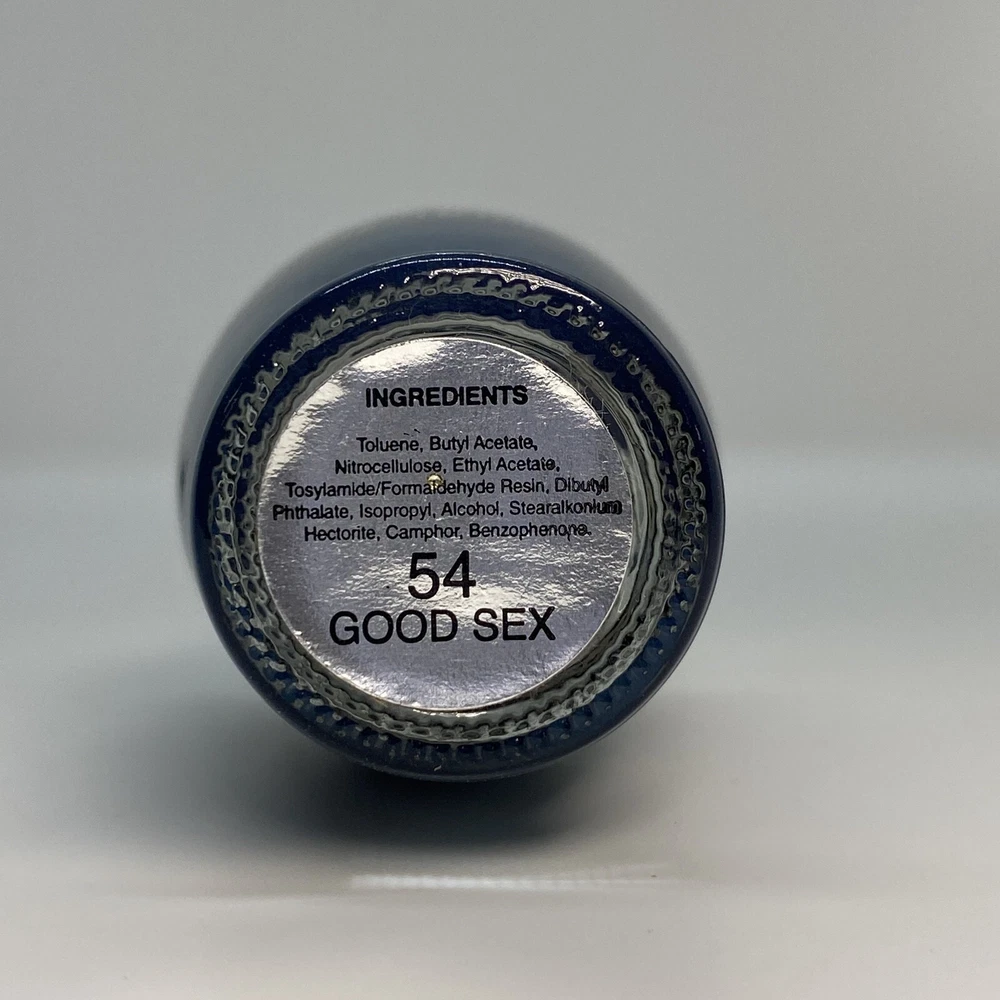 INGREDIENTS
Toluene, Butyl Acetate,
Nitrocellulose, Ethyl Acetate,
Tosylamide/Formaldehyde Resin, Dibutyl
Phthalate, Isopropyl, Alcohol, Stearalkonium
Hectorite, Camphor, Benzophenone.
54
GOOD SEX